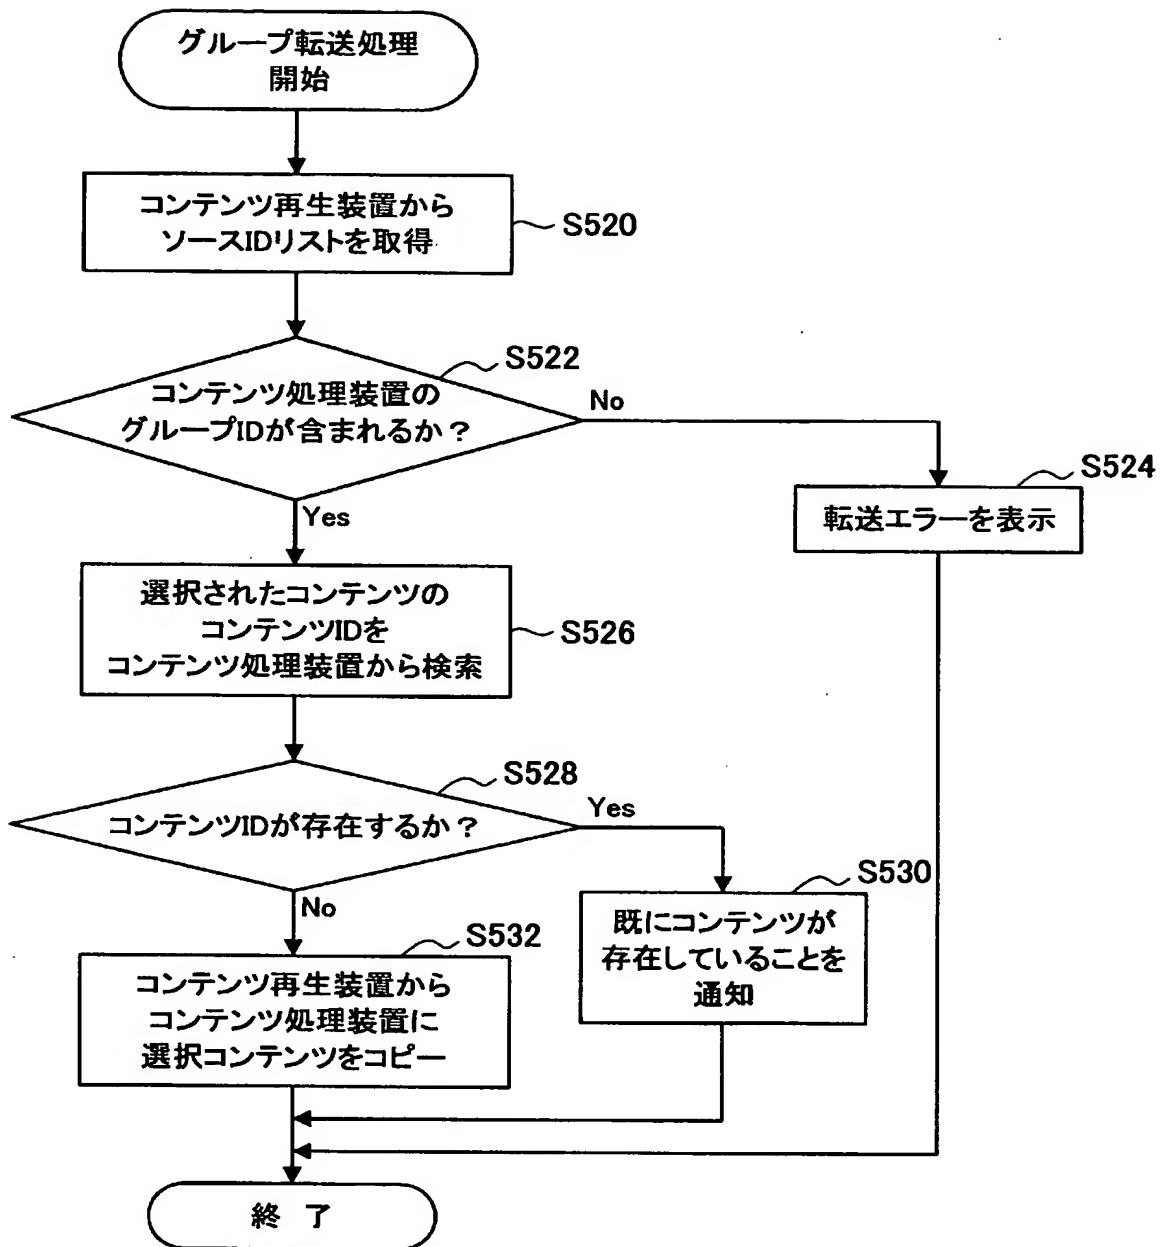 グループ転送処理
開始
コンテンツ再生装置から
ソースIDリストを取得
S520
S522
コンテンツ処理装置の
グループIDが含まれるか？
No
Yes
S524
転送エラーを表示
選択されたコンテンツの
コンテンツIDを
コンテンツ処理装置から検索
S526
S528
コンテンツIDが存在するか？
Yes
No
S530
既にコンテンツが
存在していることを
通知
S532
コンテンツ再生装置から
コンテンツ処理装置に
選択コンテンツをコピー
終 了